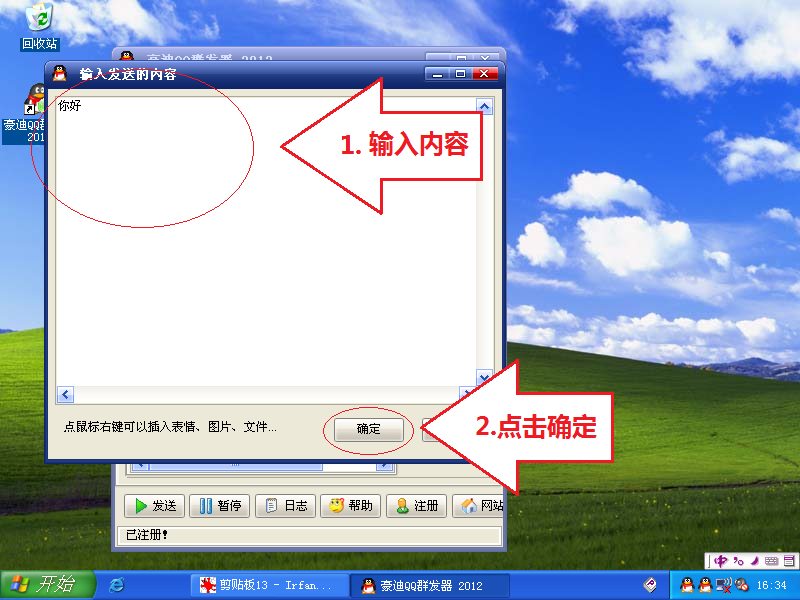 回收站
豪迪QQ群发器 2012
输入发送的内容
豪迪QQ群
201
你好
1. 输入内容
点鼠标右键可以插入表情、图片、文件...
确定
2.点击确定
发送
暂停
日志
帮助
注册
网站
已注册!
中
开始
剪贴板13 - Irfan...
豪迪QQ群发器 2012
16:34